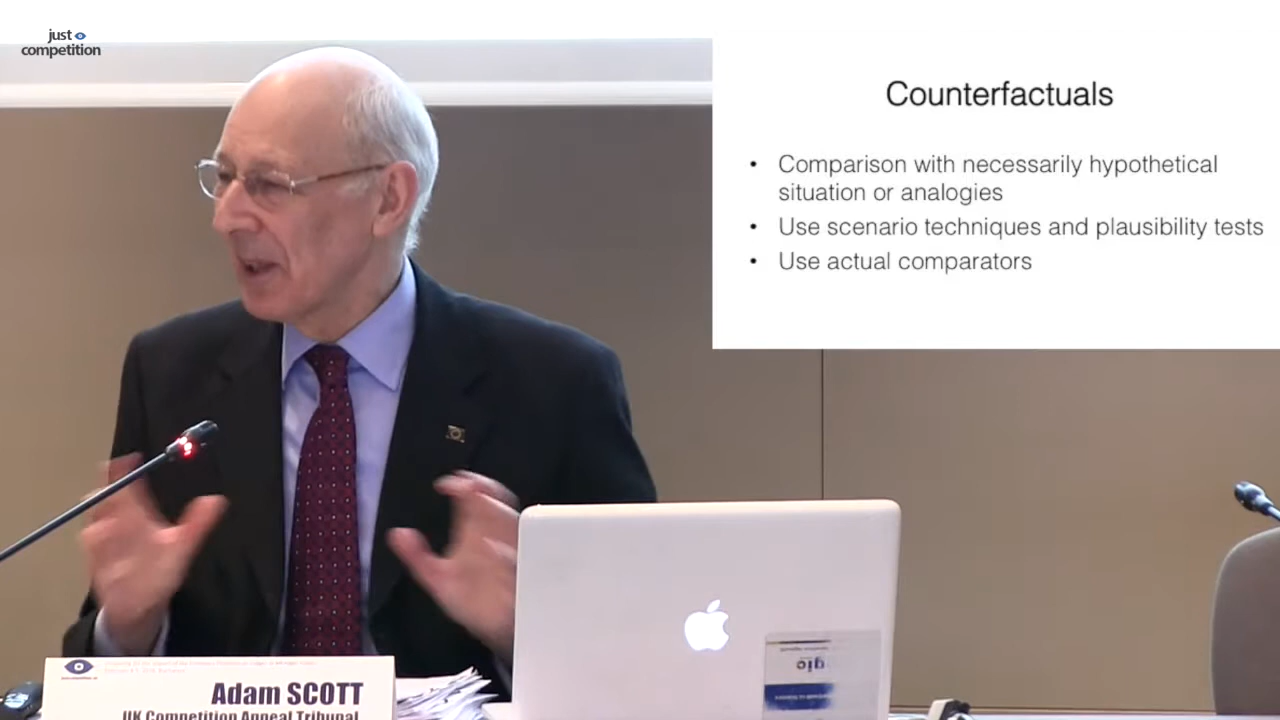 just
competition
Counterfactuals
• Comparison with necessarily hypothetical
situation or analogies
• Use scenario techniques and plausibility tests
• Use actual comparators
Adam SCOTT
UK Competition Appeal Tribunal
gio